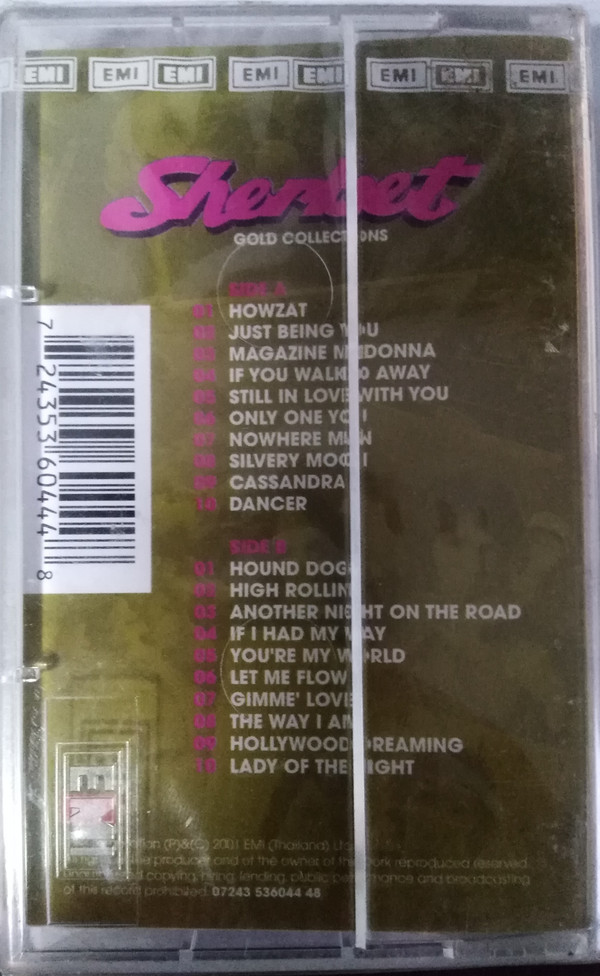 EMI EMI EMI EMI EMI EMI EMI EMI
Sherbet
GOLD COLLECTIONS
SIDE A
01 HOWZAT
02 JUST BEING YOU
03 MAGAZINE MADONNA
04 IF YOU WALKED AWAY
05 STILL IN LOVE WITH YOU
06 ONLY ONE YOU
07 NOWHERE MAN
08 SILVERY MOON
09 CASSANDRA
10 DANCER
SIDE B
01 HOUND DOG
02 HIGH ROLLIN
03 ANOTHER NIGHT ON THE ROAD
04 IF I HAD MY WAY
05 YOU'RE MY WORLD
06 LET ME FLOW
07 GIMME' LOVE
08 THE WAY I AM
09 HOLLYWOOD DREAMING
10 LADY OF THE NIGHT
7 24353 60444 8
(P)&(C) 2001 EMI (Thailand) Ltd
producer and of the owner of the work reproduced reserved.
copying, hiring, lending, public performance and broadcasting
of this record prohibited. 07243 536044 48